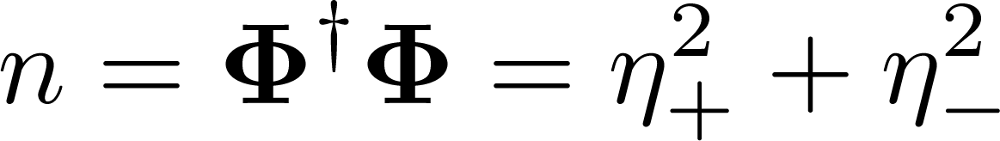 n = Φ†Φ = η₊² + η₋²